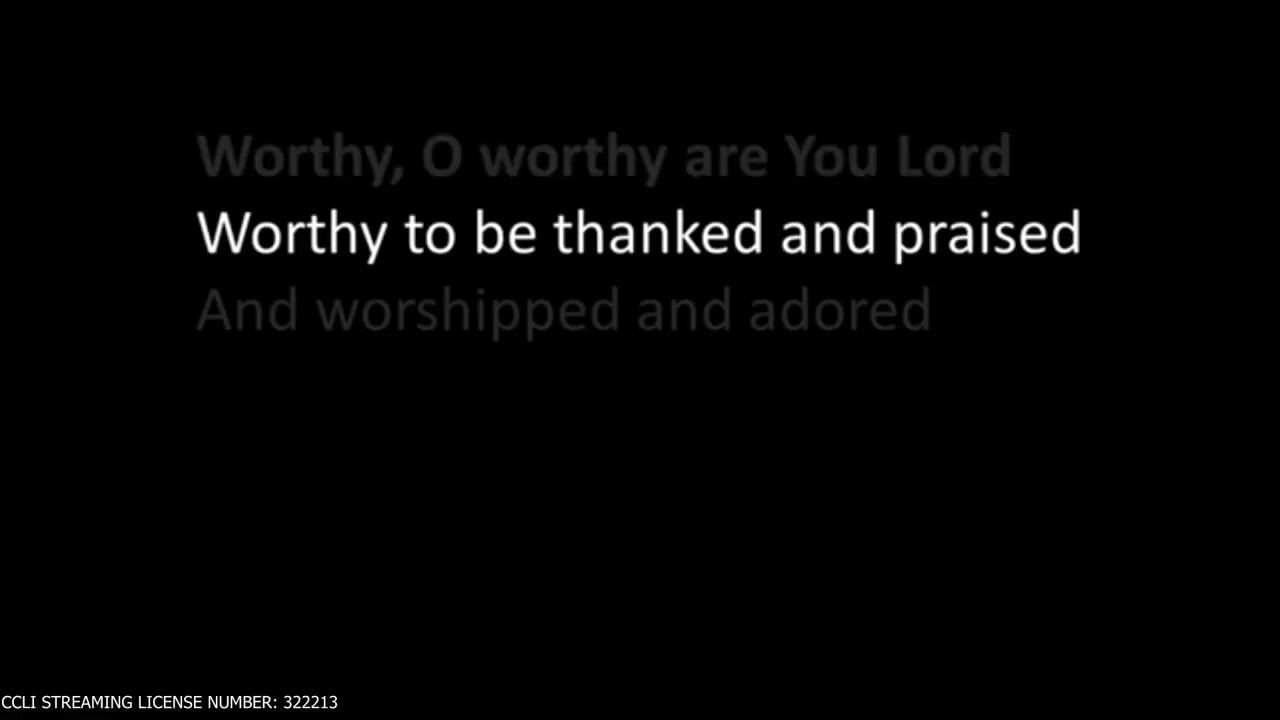 Worthy, O worthy are You Lord
Worthy to be thanked and praised
And worshipped and adored
CCLI STREAMING LICENSE NUMBER: 322213